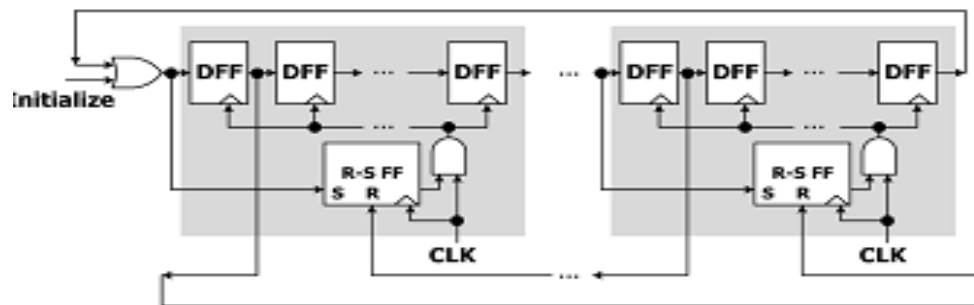 DFF DFF ... DFF ... DFF DFF ... DFF
Initialize
... ...
R-S FF R-S FF
S R S R
CLK CLK
...